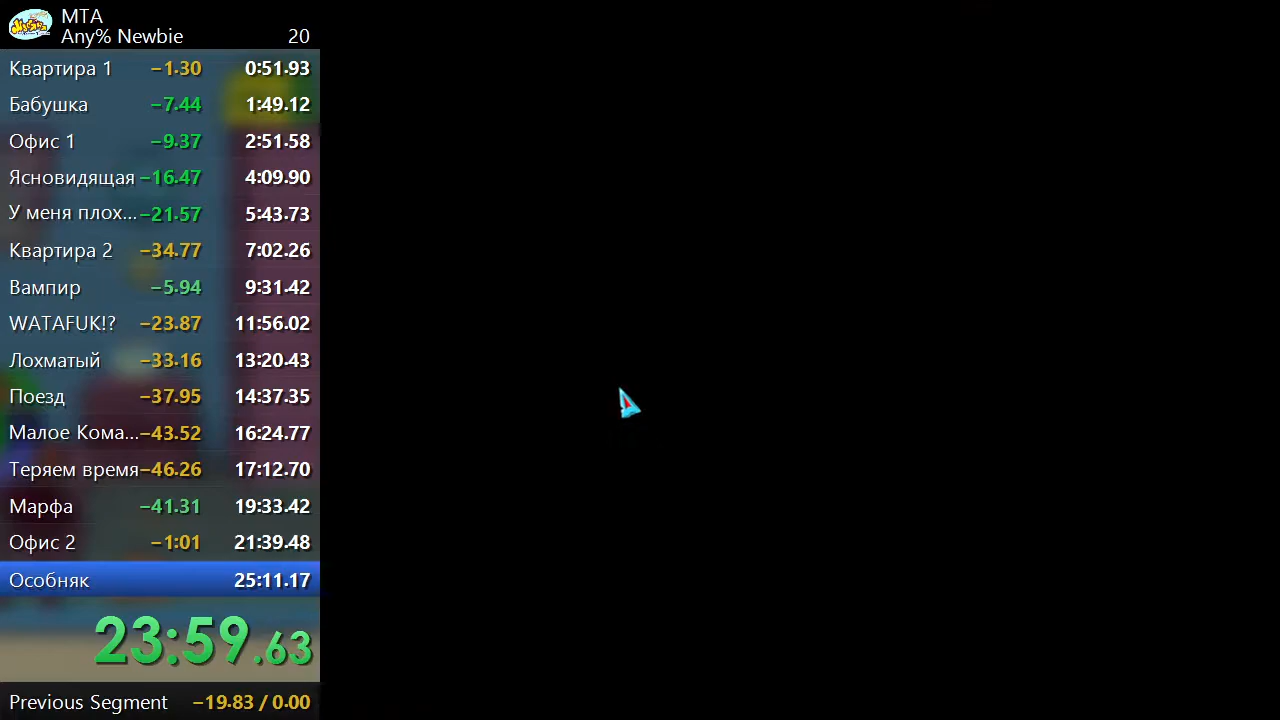 MTA
Any% Newbie 20
Квартира 1 −1.30 0:51.93
Бабушка −7.44 1:49.12
Офис 1 −9.37 2:51.58
Ясновидящая −16.47 4:09.90
У меня плох... −21.57 5:43.73
Квартира 2 −34.77 7:02.26
Вампир −5.94 9:31.42
WATAFUK!? −23.87 11:56.02
Лохматый −33.16 13:20.43
Поезд −37.95 14:37.35
Малое Кома... −43.52 16:24.77
Теряем время −46.26 17:12.70
Марфа −41.31 19:33.42
Офис 2 −1:01 21:39.48
Особняк 25:11.17
23:59.63
Previous Segment −19.83 / 0.00